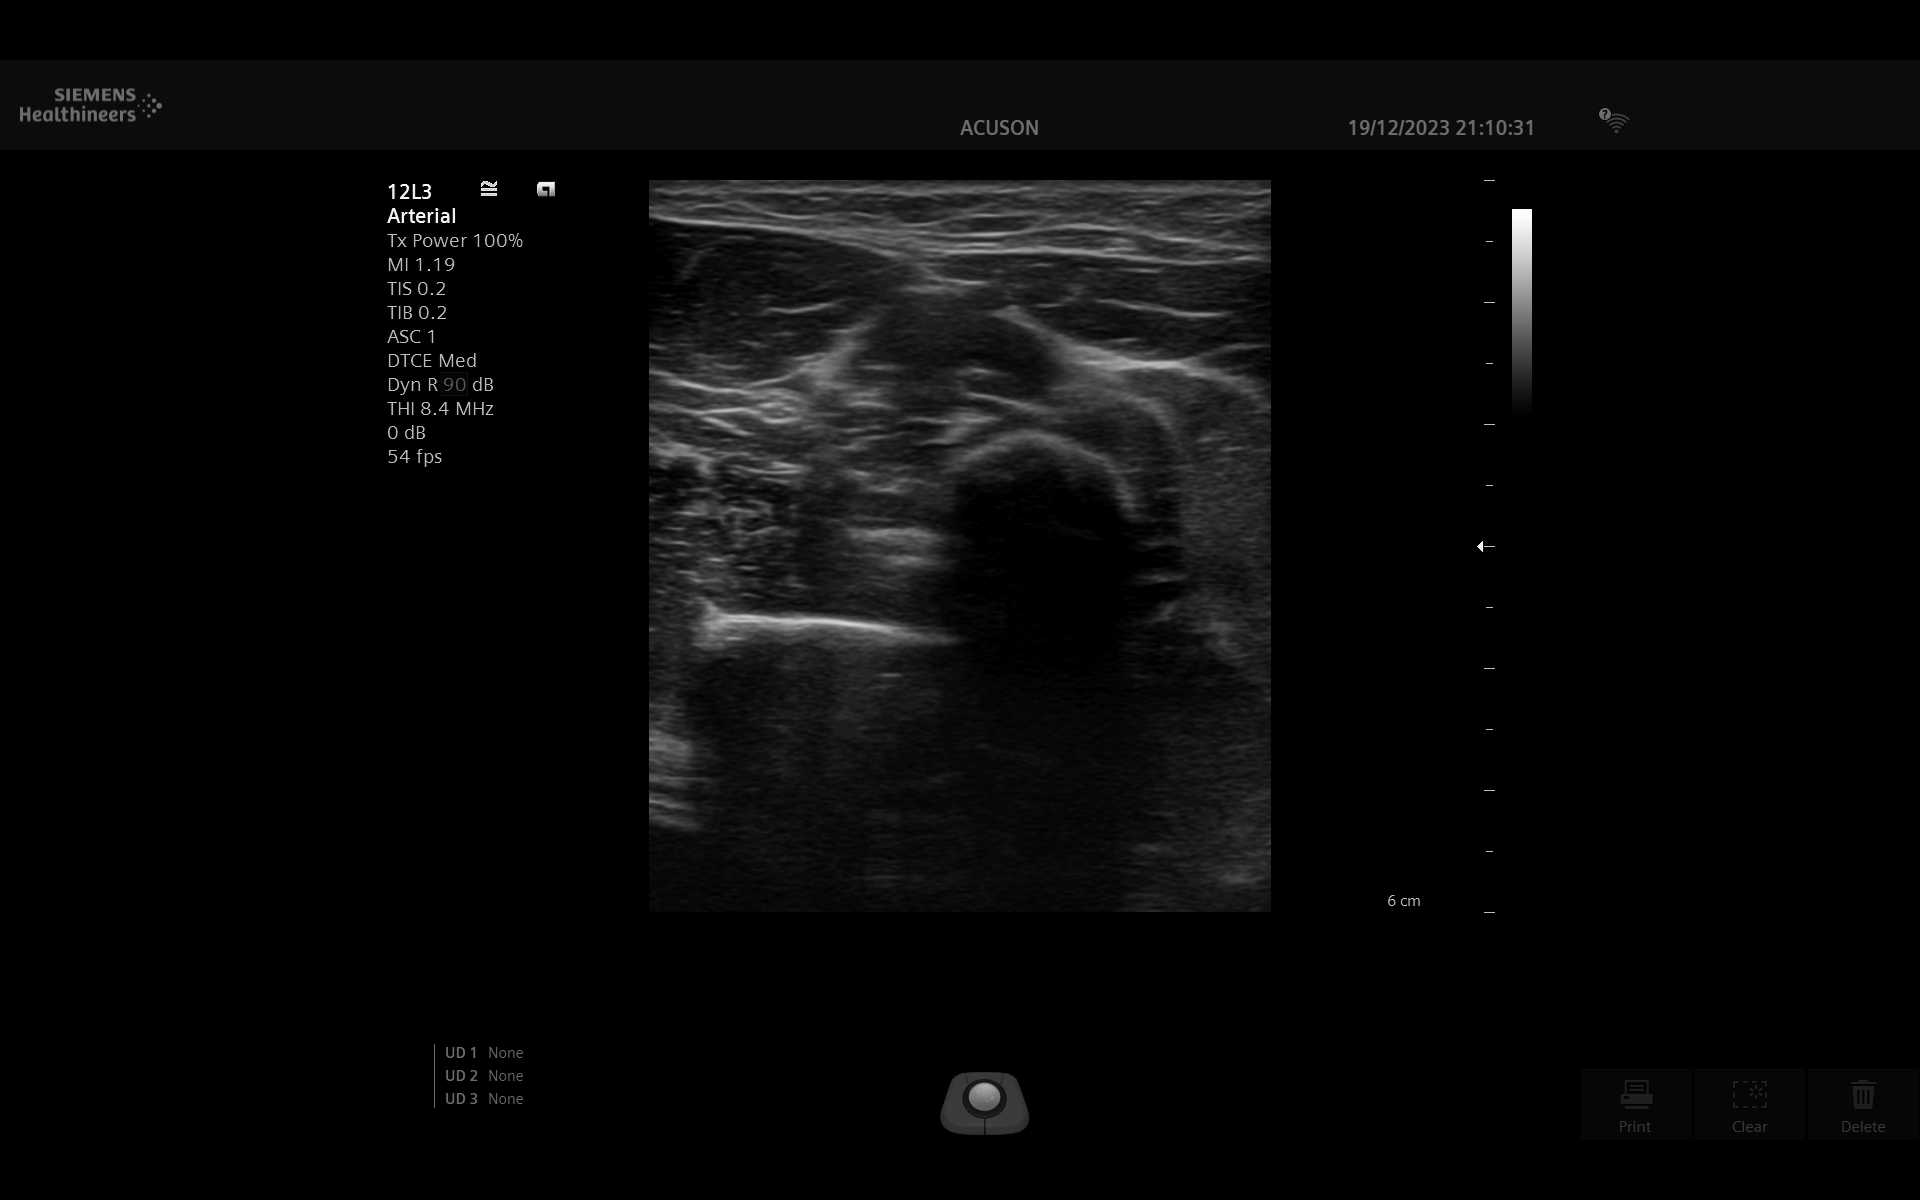 SIEMENS
Healthineers
ACUSON
19/12/2023 21:10:31
?
12L3
Arterial
Tx Power 100%
MI 1.19
TIS 0.2
TIB 0.2
ASC 1
DTCE Med
Dyn R 90 dB
THI 8.4 MHz
0 dB
54 fps
6 cm
UD 1 None
UD 2 None
UD 3 None
Print
Clear
Delete